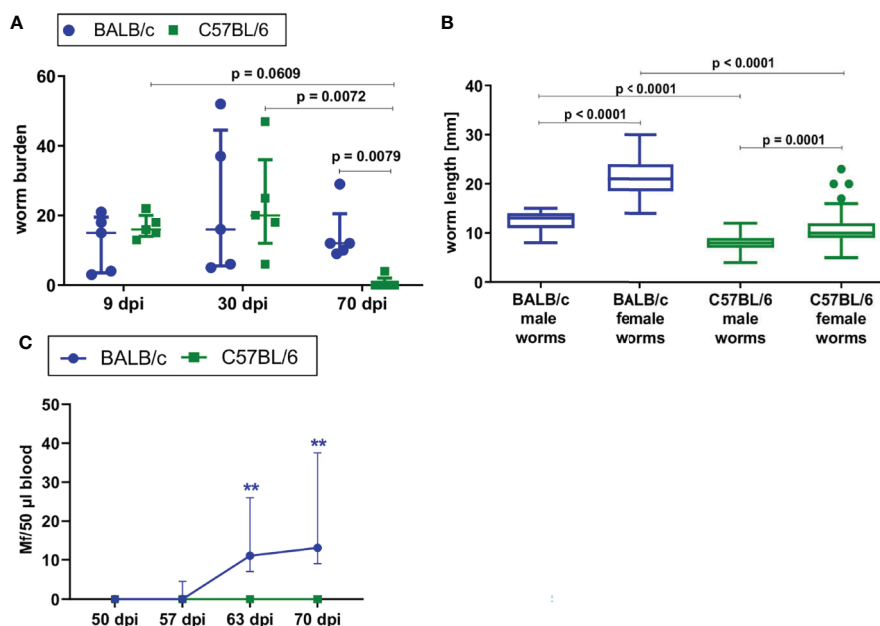 A
BALB/c C57BL/6
worm burden
60
40
20
0
p = 0.0609
p = 0.0072
p = 0.0079
9 dpi 30 dpi 70 dpi
B
worm length [mm]
40
30
20
10
0
p < 0.0001
p < 0.0001
p < 0.0001
p = 0.0001
BALB/c male worms
BALB/c female worms
C57BL/6 male worms
C57BL/6 female worms
C
BALB/c C57BL/6
Mf/50 µl blood
50
40
30
20
10
0
** **
50 dpi 57 dpi 63 dpi 70 dpi